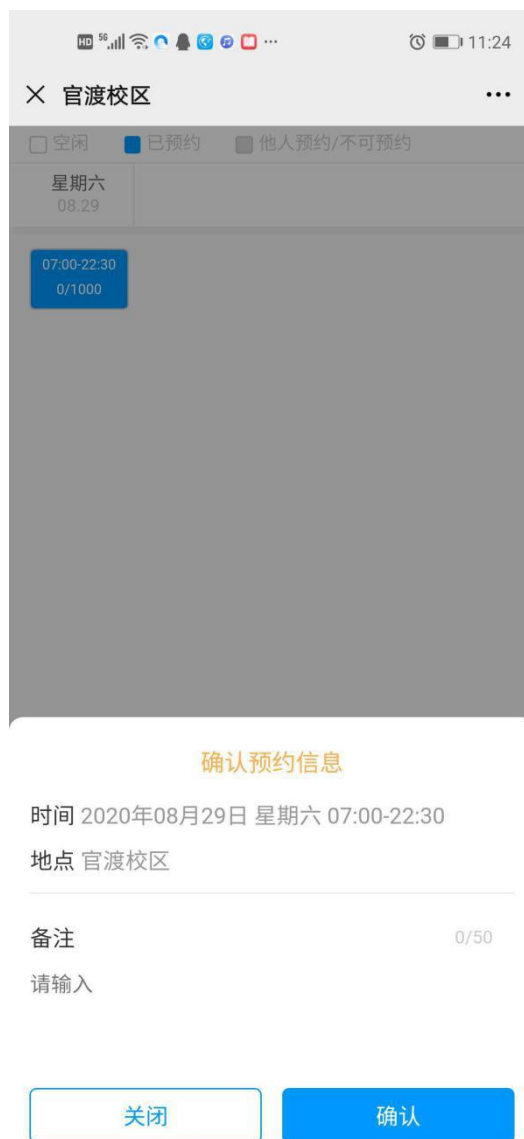 HD 5G 11:24
官渡校区
空闲 已预约 他人预约/不可预约
星期六
08.29
07:00-22:30
0/1000
确认预约信息
时间 2020年08月29日 星期六 07:00-22:30
地点 官渡校区
备注 0/50
请输入
关闭 确认